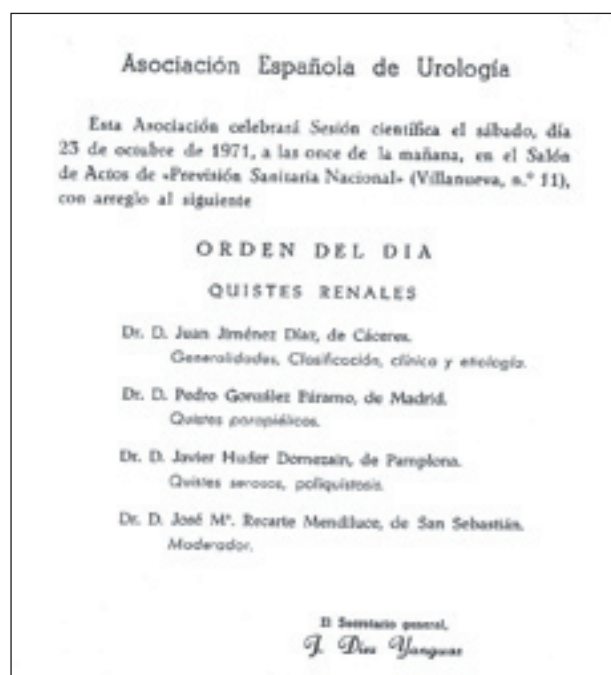 Asociación Española de Urología
Esta Asociación celebrará Sesión científica el sábado, día
23 de octubre de 1971, a las once de la mañana, en el Salón
de Actos de «Previsión Sanitaria Nacional» (Villanueva, n.º 11),
con arreglo al siguiente
ORDEN DEL DIA
QUISTES RENALES
Dr. D. Juan Jiménez Díaz, de Cáceres.
Generalidades, Clasificación, clínica y etiología.
Dr. D. Pedro González Páramo, de Madrid.
Quistes parapiélicos.
Dr. D. Javier Huder Domezain, de Pamplona.
Quistes serosos, poliquistosis.
Dr. D. José Mª. Recarte Mendiluce, de San Sebastián.
Moderador.
El Secretario general,
J. Díez Yanguas